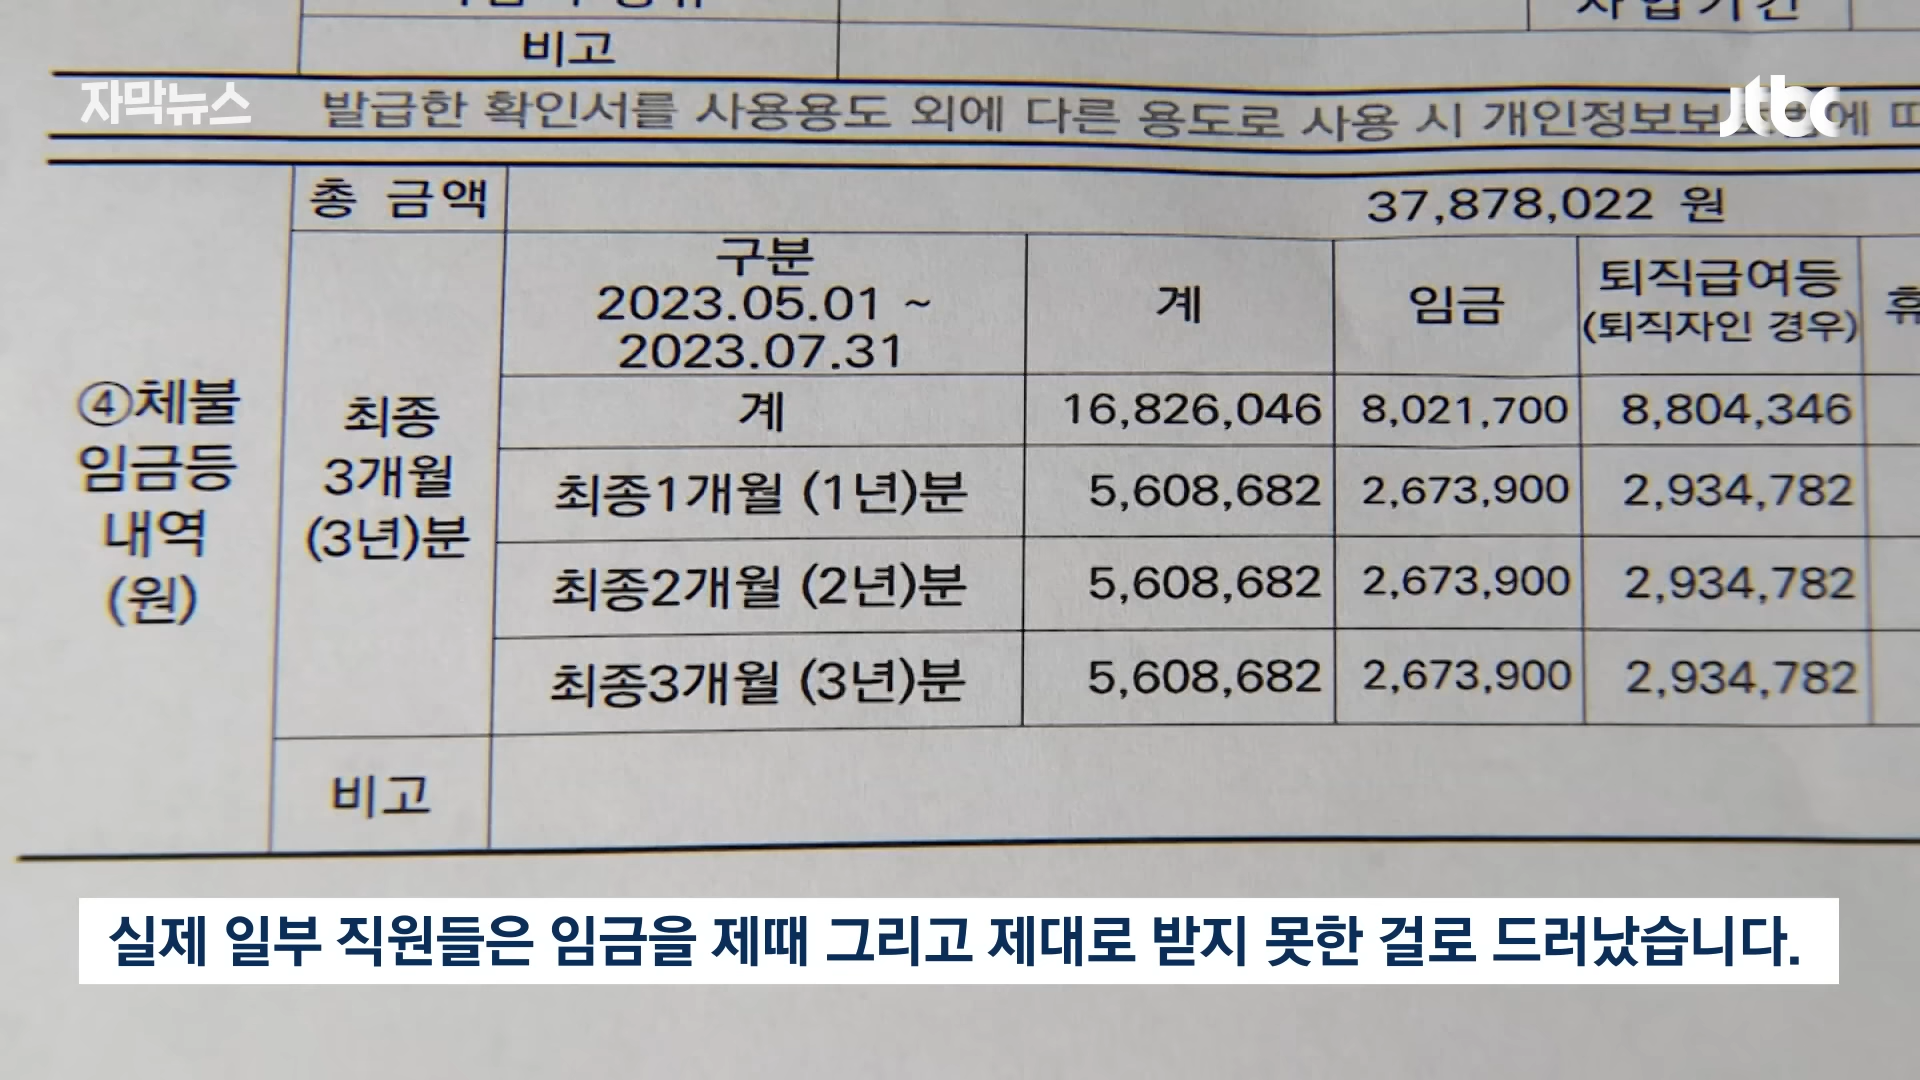 사업기간
비고
자막뉴스
jtbc
발급한 확인서를 사용용도 외에 다른 용도로 사용 시
총 금액 37,878,022 원
구분 2023.05.01 ~ 2023.07.31 계 임금 퇴직급여등 (퇴직자인 경우)
④체불 임금등 내역 (원)
최종 3개월 (3년)분
계 16,826,046 8,021,700 8,804,346
최종1개월 (1년)분 5,608,682 2,673,900 2,934,782
최종2개월 (2년)분 5,608,682 2,673,900 2,934,782
최종3개월 (3년)분 5,608,682 2,673,900 2,934,782
비고
실제 일부 직원들은 임금을 제때 그리고 제대로 받지 못한 걸로 드러났습니다.